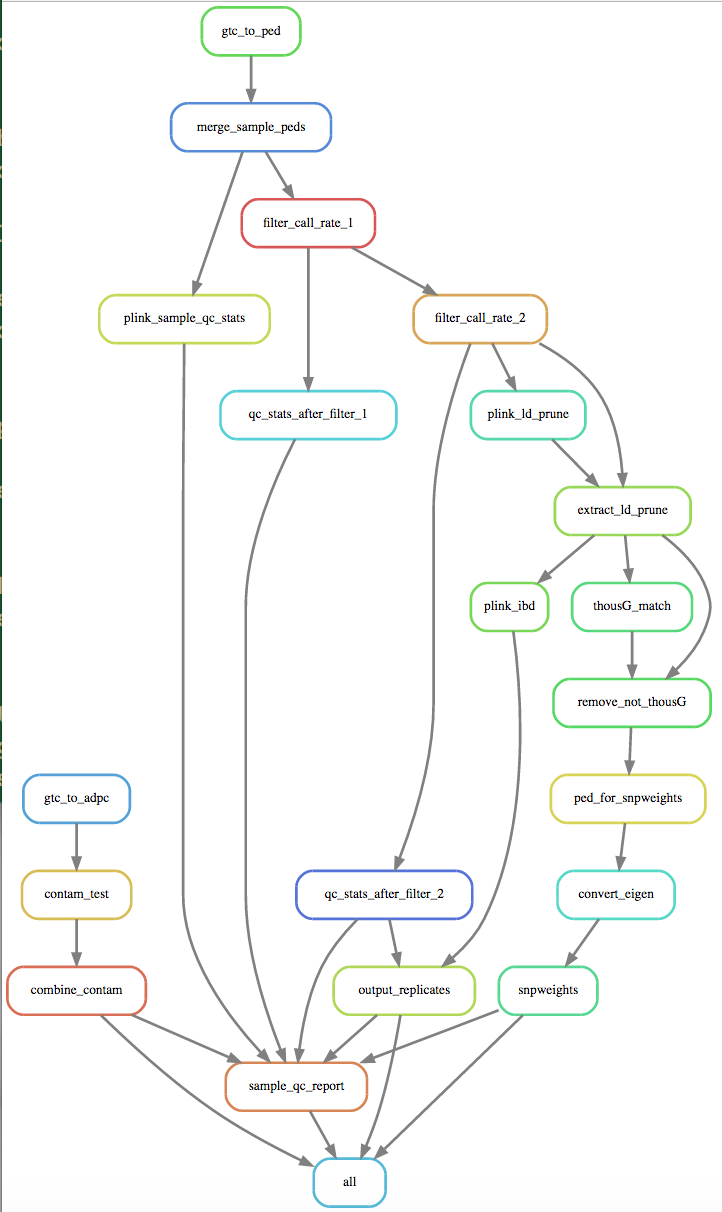 gtc_to_ped
merge_sample_peds
filter_call_rate_1
plink_sample_qc_stats
filter_call_rate_2
qc_stats_after_filter_1
plink_ld_prune
extract_ld_prune
plink_ibd
thousG_match
remove_not_thousG
gtc_to_adpc
ped_for_snpweights
contam_test
qc_stats_after_filter_2
convert_eigen
combine_contam
output_replicates
snpweights
sample_qc_report
all